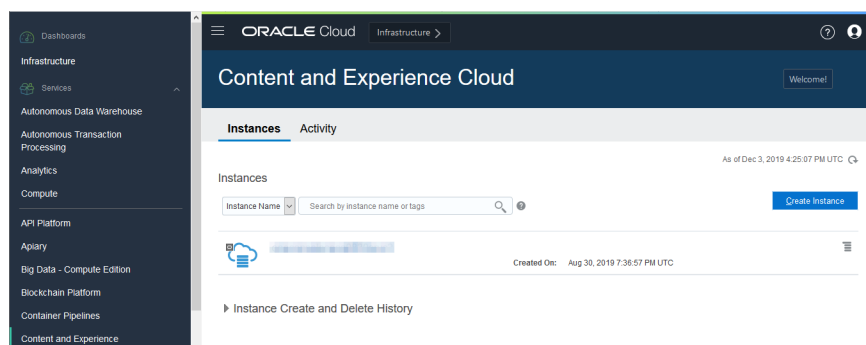 Dashboards
Infrastructure
Services
Autonomous Data Warehouse
Autonomous Transaction
Processing
Analytics
Compute
API Platform
Apiary
Big Data - Compute Edition
Blockchain Platform
Container Pipelines
Content and Experience
ORACLE Cloud
Infrastructure
Content and Experience Cloud
Welcome!
Instances Activity
As of Dec 3, 2019 4:25:07 PM UTC
Instances
Instance Name Search by instance name or tags
Create Instance
Created On: Aug 30, 2019 7:36:57 PM UTC
Instance Create and Delete History